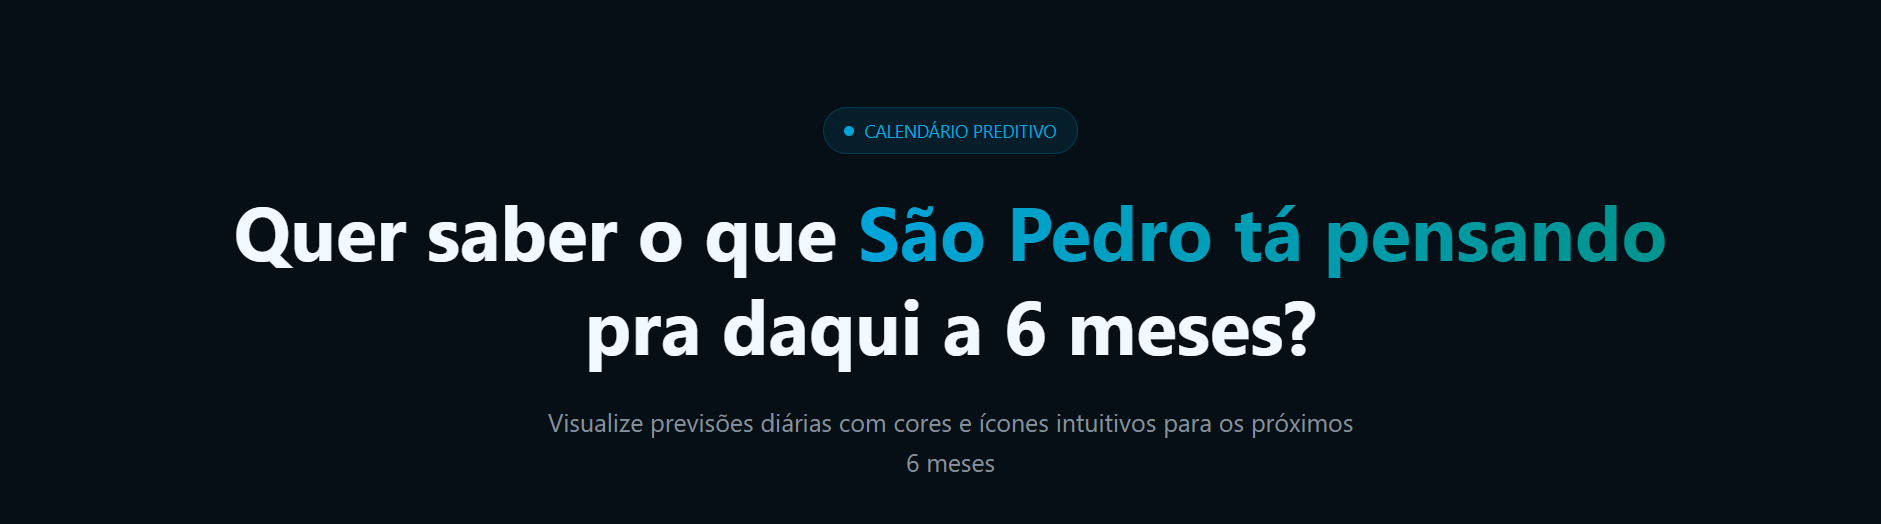 CALENDÁRIO PREDITIVO
Quer saber o que São Pedro tá pensando
pra daqui a 6 meses?
Visualize previsões diárias com cores e ícones intuitivos para os próximos
6 meses